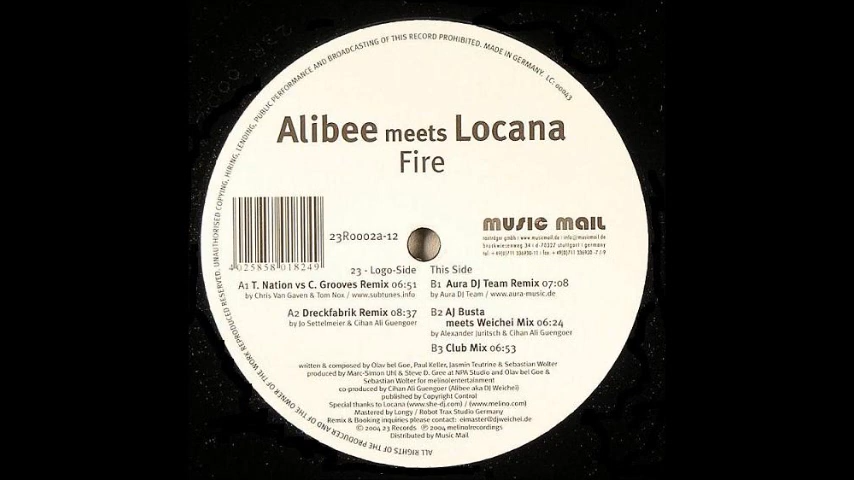 ALL RIGHTS OF THE PRODUCER AND OF THE OWNER OF THE WORK REPRODUCED RESERVED. UNAUTHORISED COPYING, HIRING, LENDING, PUBLIC PERFORMANCE AND BROADCASTING OF THIS RECORD PROHIBITED. MADE IN GERMANY. LC: 00943
Alibee meets Locana
Fire
23R0002a-12
4 025858 018249
MUSIC MAIL
23 - Logo-Side
A1 T. Nation vs C. Grooves Remix 06:51
by Chris Van Gaven & Tom Nox / www.subtunes.info
A2 Dreckfabrik Remix 08:37
by Jo Settelmeier & Cihan Ali Guengoer
This Side
B1 Aura DJ Team Remix 07:08
by Aura DJ Team / www.aura-music.de
B2 AJ Busta
meets Weichei Mix 06:24
by Alexander Juritsch & Cihan Ali Guengoer
B3 Club Mix 06:53
written & composed by Olav bel Goe, Paul Keller, Jasmin Teutrine & Sebastian Wolter
produced by Marc-Simon Uhl & Steve D. Gree at NPA Studio and Olav bel Goe &
Sebastian Wolter for melinoIentertainment
co-produced by Cihan Ali Guengoer (Alibee aka DJ Weichei)
published by Copyright Control
Special thanks to Locana (www.she-dj.com) / (www.melino.com)
Mastered by Longy / Robot Trax Studio Germany
Remix & Booking inquiries please contact: eimaster@djweichei.de
© 2004 23 Records ℗ 2004 melinoIrecordings
Distributed by Music Mail